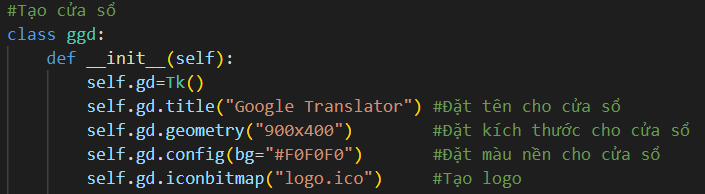 #Tạo cửa sổ
class ggd:
    def __init__(self):
        self.gd=Tk()
        self.gd.title("Google Translator") #Đặt tên cho cửa sổ
        self.gd.geometry("900x400")        #Đặt kích thước cho cửa sổ
        self.gd.config(bg="#F0F0F0")       #Đặt màu nền cho cửa sổ
        self.gd.iconbitmap("logo.ico")     #Tạo logo